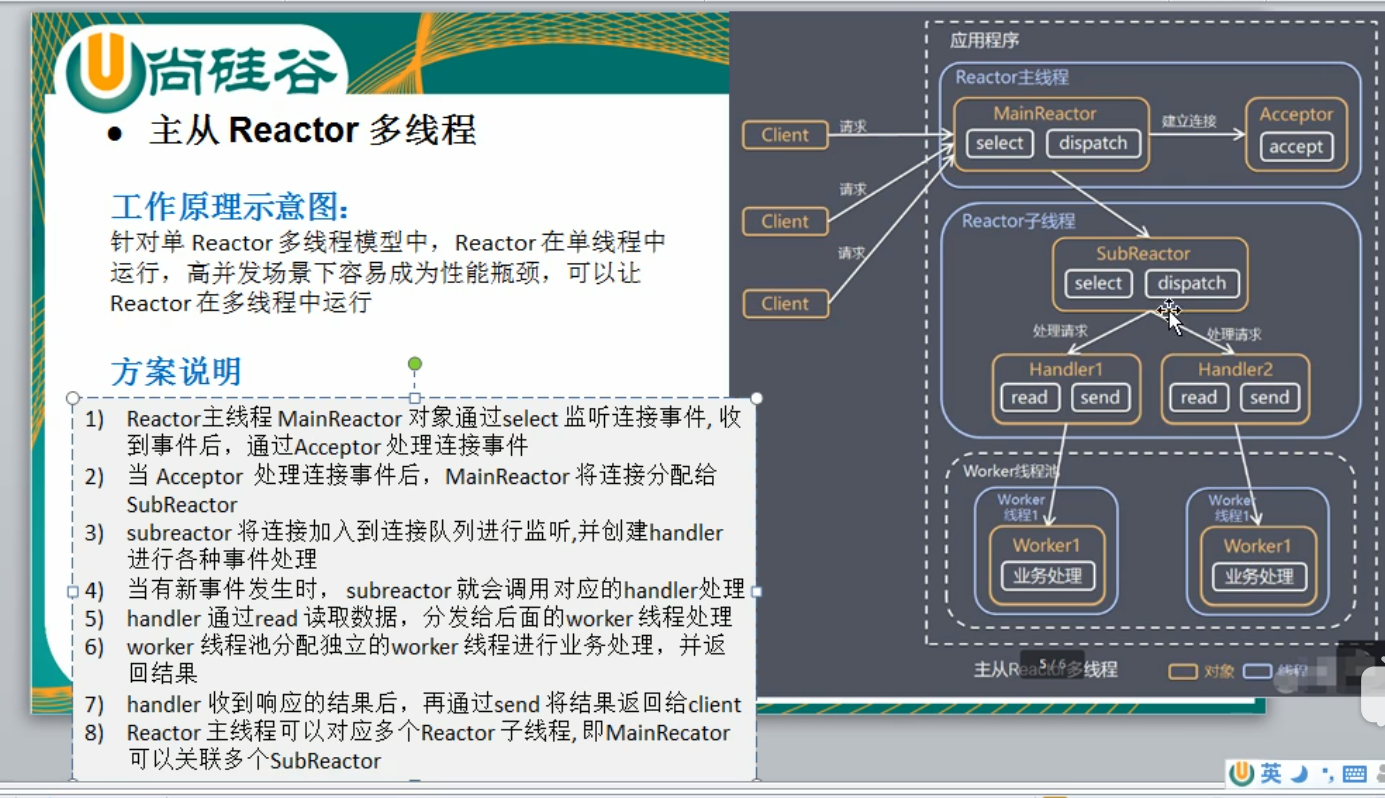 尚硅谷
● 主从 Reactor 多线程
工作原理示意图:
针对单 Reactor 多线程模型中，Reactor 在单线程中
运行，高并发场景下容易成为性能瓶颈，可以让
Reactor 在多线程中运行
方案说明
1) Reactor主线程 MainReactor 对象通过select 监听连接事件, 收
到事件后，通过Acceptor 处理连接事件
2) 当 Acceptor 处理连接事件后，MainReactor 将连接分配给
SubReactor
3) subreactor 将连接加入到连接队列进行监听,并创建handler
进行各种事件处理
4) 当有新事件发生时， subreactor 就会调用对应的handler处理
5) handler 通过read 读取数据，分发给后面的worker 线程处理
6) worker 线程池分配独立的worker 线程进行业务处理，并返
回结果
7) handler 收到响应的结果后，再通过send 将结果返回给client
8) Reactor 主线程可以对应多个Reactor 子线程, 即MainRecator
可以关联多个SubReactor
应用程序
Reactor主线程
MainReactor
select
dispatch
建立连接
Acceptor
accept
Client
请求
Client
请求
Client
请求
Reactor子线程
SubReactor
select
dispatch
处理请求
处理请求
Handler1
read
send
Handler2
read
send
Worker线程池
Worker
线程1
Worker1
业务处理
Worker
线程1
Worker1
业务处理
主从Reactor多线程
5 / 6
对象
线程
英